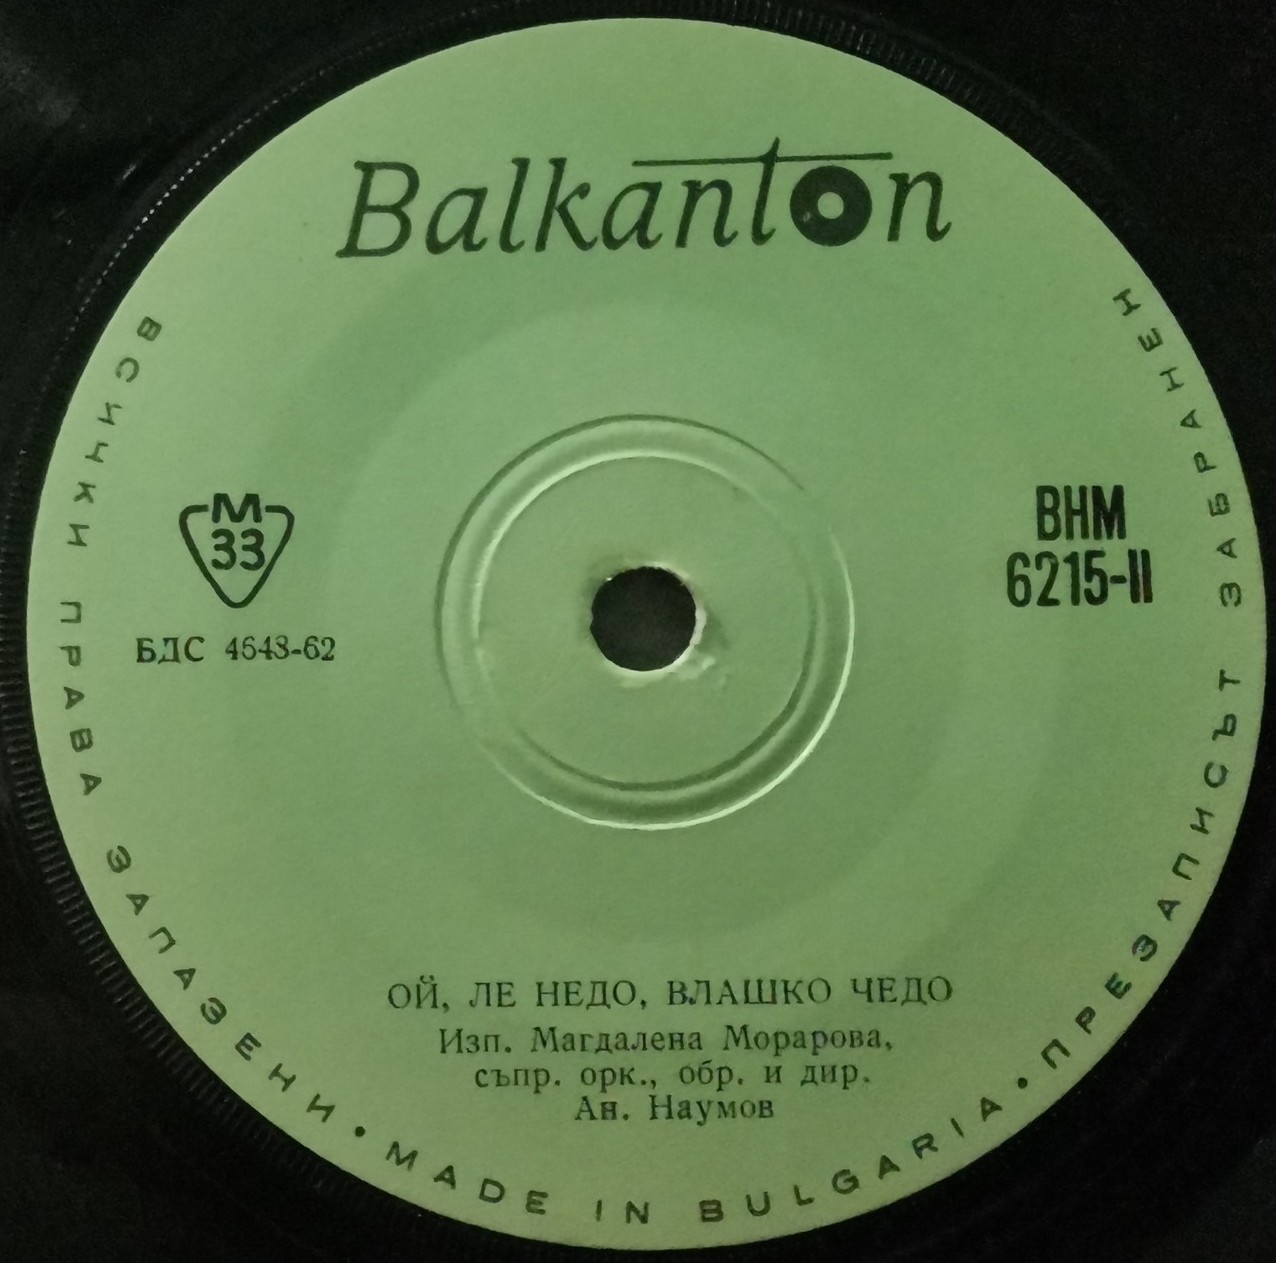 Balkanton
M
33
БДС 4643-62
ВНМ
6215-II
ОЙ, ЛЕ НЕДО, ВЛАШКО ЧЕДО
Изп. Магдалена Морарова,
съпр. орк., обр. и дир.
Ан. Наумов
ВСИЧКИ ПРАВА ЗАПАЗЕНИ • MADE IN BULGARIA • ПРЕЗАПИСЪТ ЗАБРАНЕН